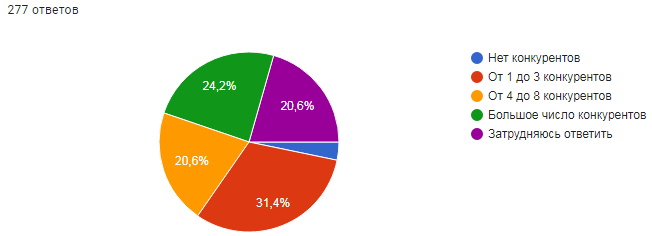 277 ответов
Нет конкурентов
От 1 до 3 конкурентов
От 4 до 8 конкурентов
Большое число конкурентов
Затрудняюсь ответить
24,2%
20,6%
20,6%
31,4%